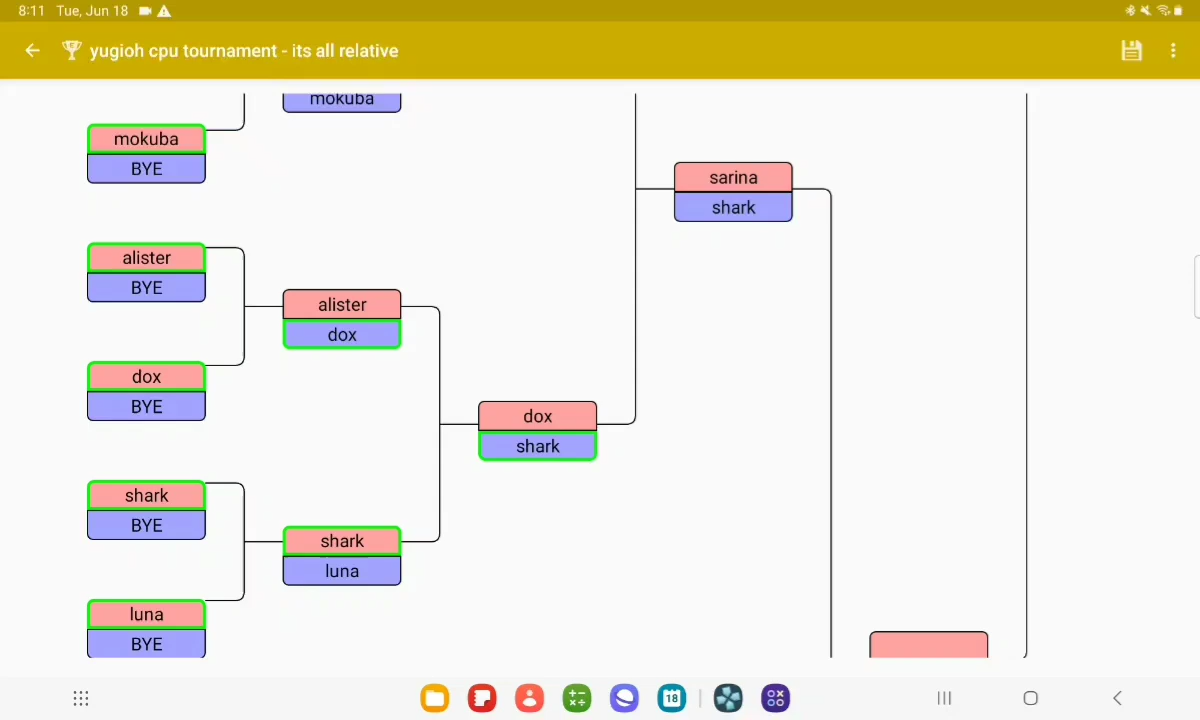 8:11 Tue, Jun 18
yugioh cpu tournament - its all relative
mokuba
mokuba
BYE
alister
BYE
alister
dox
dox
BYE
dox
shark
sarina
shark
shark
BYE
shark
luna
luna
BYE
18